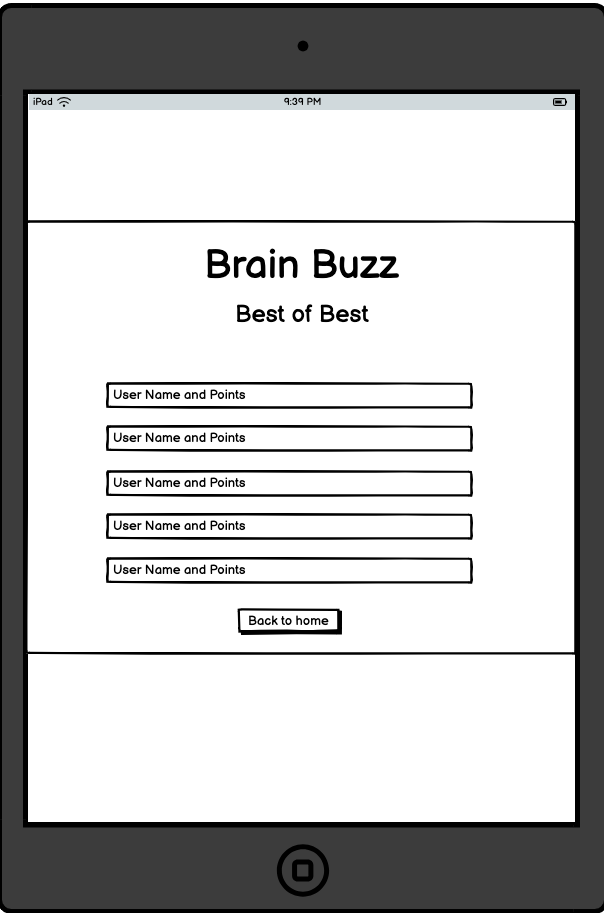 iPad 9:39 PM
Brain Buzz
Best of Best
User Name and Points
User Name and Points
User Name and Points
User Name and Points
User Name and Points
Back to home